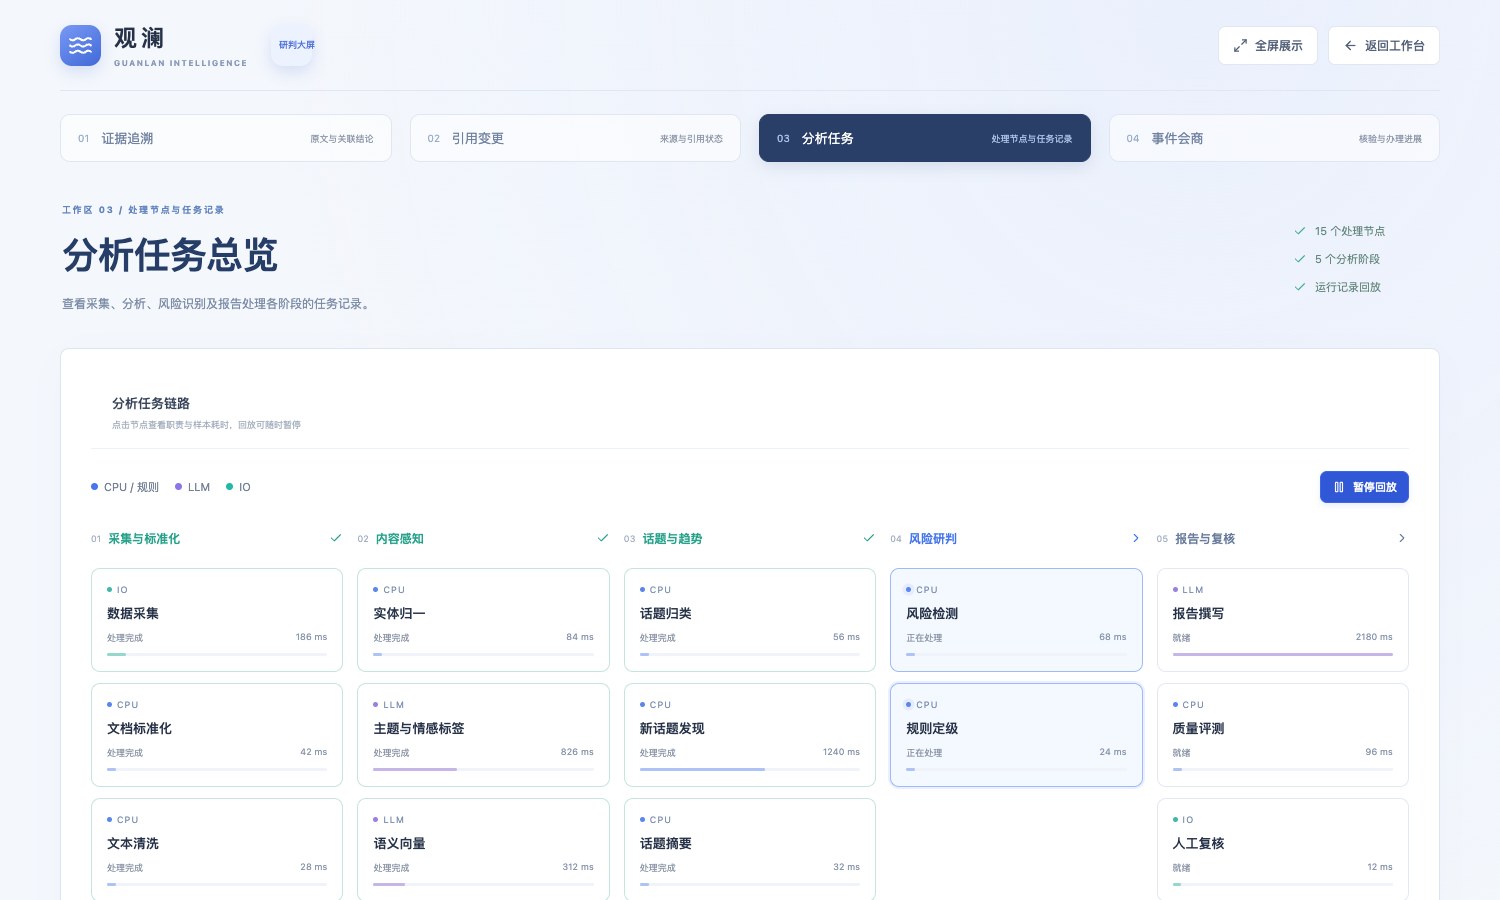 观澜
GUANLAN INTELLIGENCE
研判大屏
全屏展示
返回工作台
01 证据追溯 原文与关联结论
02 引用变更 来源与引用状态
03 分析任务 处理节点与任务记录
04 事件会商 核验与办理进展
工作区 03 / 处理节点与任务记录
分析任务总览
查看采集、分析、风险识别及报告处理各阶段的任务记录。
15 个处理节点
5 个分析阶段
运行记录回放
分析任务链路
点击节点查看职责与样本耗时，回放可随时暂停
CPU / 规则 LLM IO
暂停回放
01 采集与标准化
IO
数据采集
处理完成 186 ms
CPU
文档标准化
处理完成 42 ms
CPU
文本清洗
处理完成 28 ms
02 内容感知
CPU
实体归一
处理完成 84 ms
LLM
主题与情感标签
处理完成 826 ms
LLM
语义向量
处理完成 312 ms
03 话题与趋势
CPU
话题归类
处理完成 56 ms
CPU
新话题发现
处理完成 1240 ms
CPU
话题摘要
处理完成 32 ms
04 风险研判
CPU
风险检测
正在处理 68 ms
CPU
规则定级
正在处理 24 ms
05 报告与复核
LLM
报告撰写
就绪 2180 ms
CPU
质量评测
就绪 96 ms
IO
人工复核
就绪 12 ms